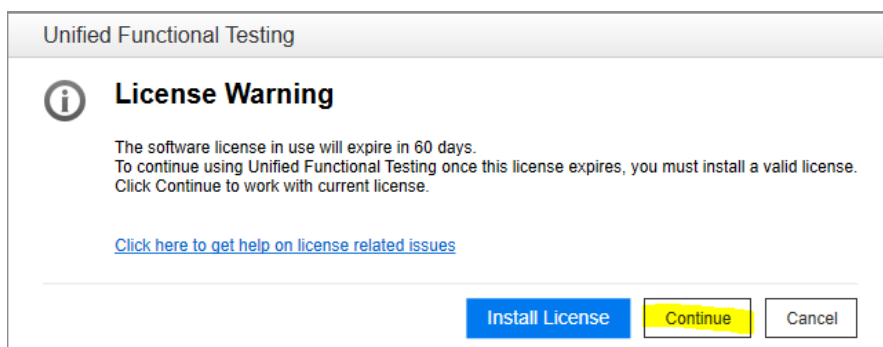 Unified Functional Testing
License Warning
The software license in use will expire in 60 days.
To continue using Unified Functional Testing once this license expires, you must install a valid license.
Click Continue to work with current license.
Click here to get help on license related issues
Install License
Continue
Cancel